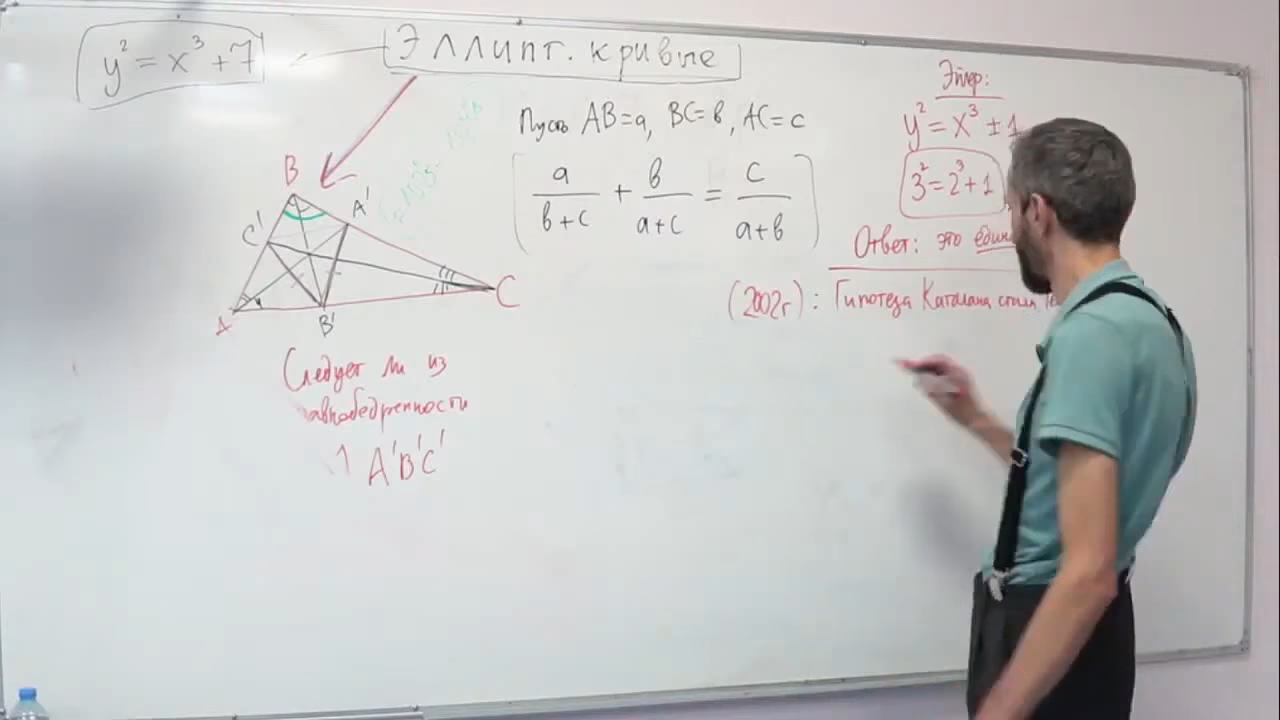 y² = x³ + 7
Эллипт. кривые
Эйлер:
y² = x³ ± 1
3² = 2³ + 1
Ответ: это
(2002г): Гипотеза Каталана стала
Пусть AB=a, BC=в, AC=c
a/(в+c) + в/(a+c) = c/(a+в)
B
A'
C'
A
B'
C
Следует ли из
авнобедренности
A'B'C'